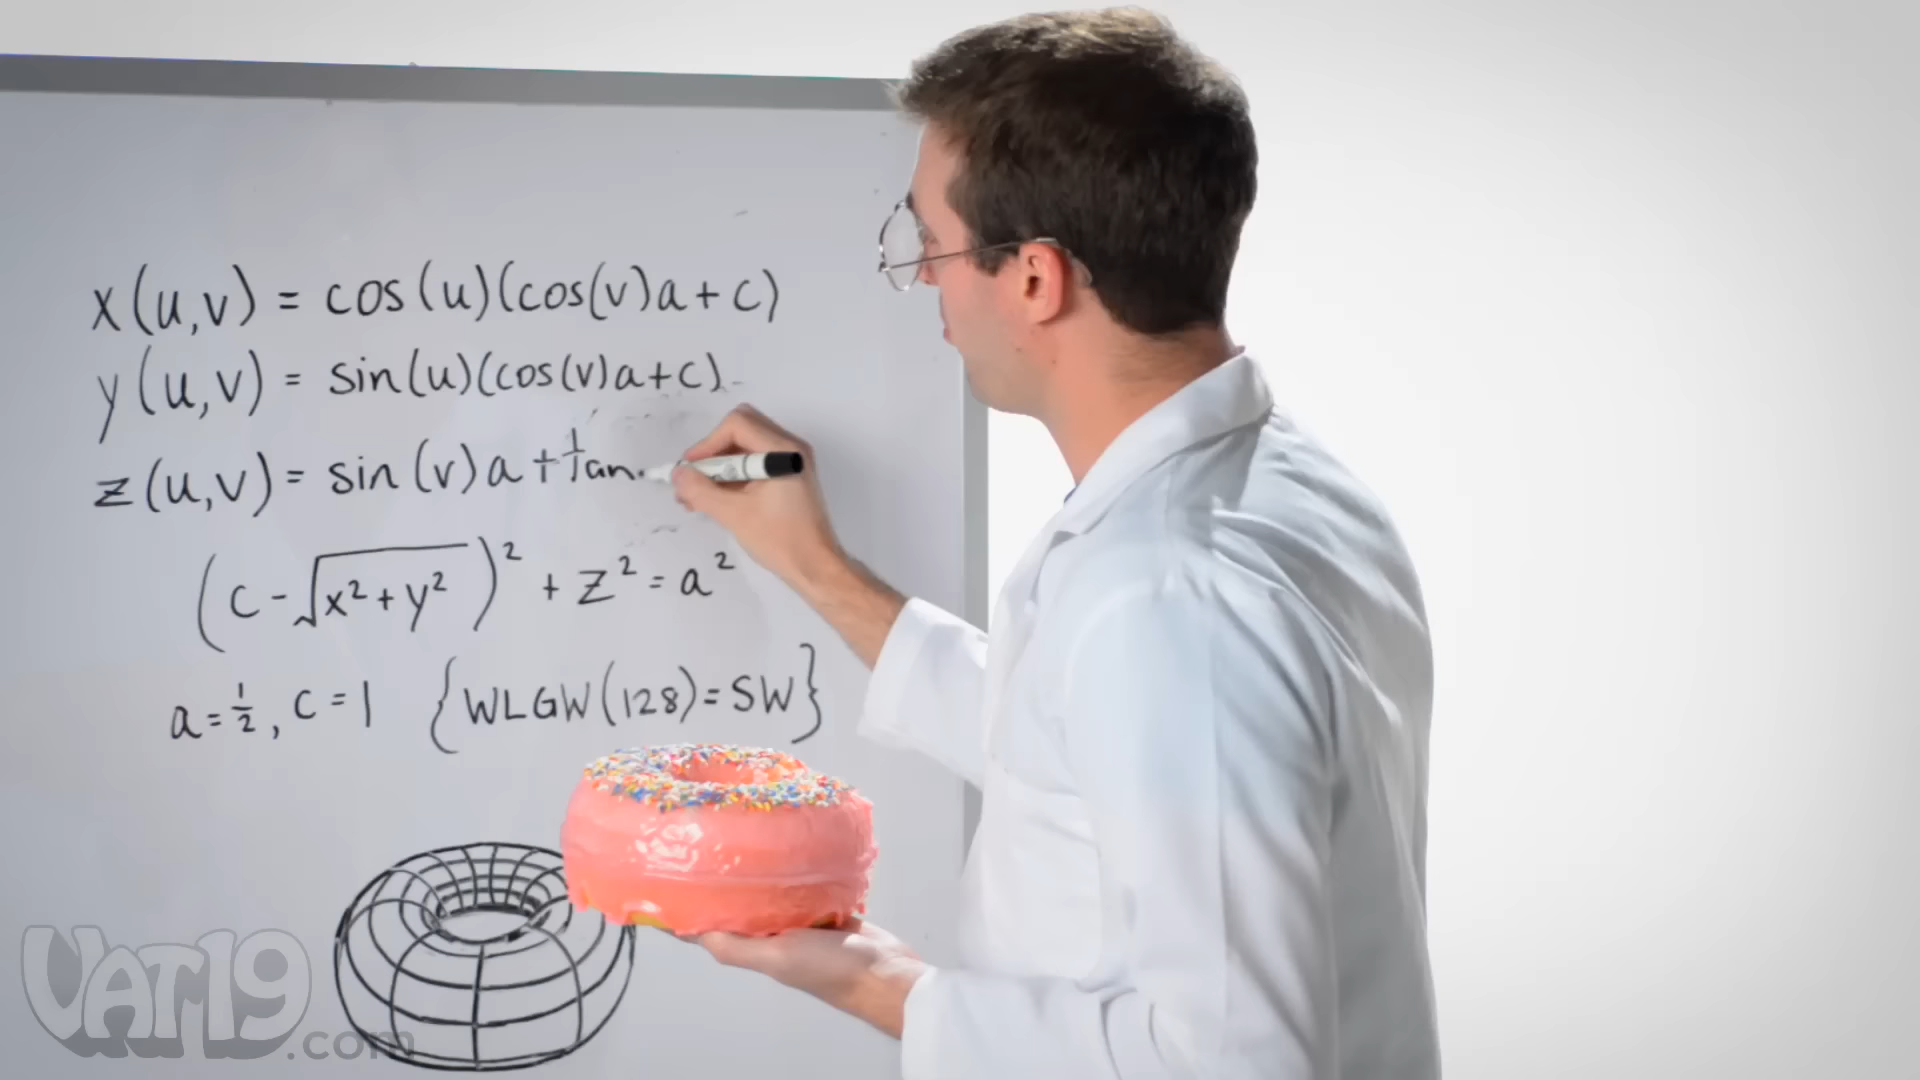 x(u,v) = cos(u)(cos(v)a+c)
y(u,v) = sin(u)(cos(v)a+c)
z(u,v) = sin(v)a+tan
(c-√x²+y²)² + z² = a²
a=½, c=1 {WLGW(128)=SW}
VAT19.com